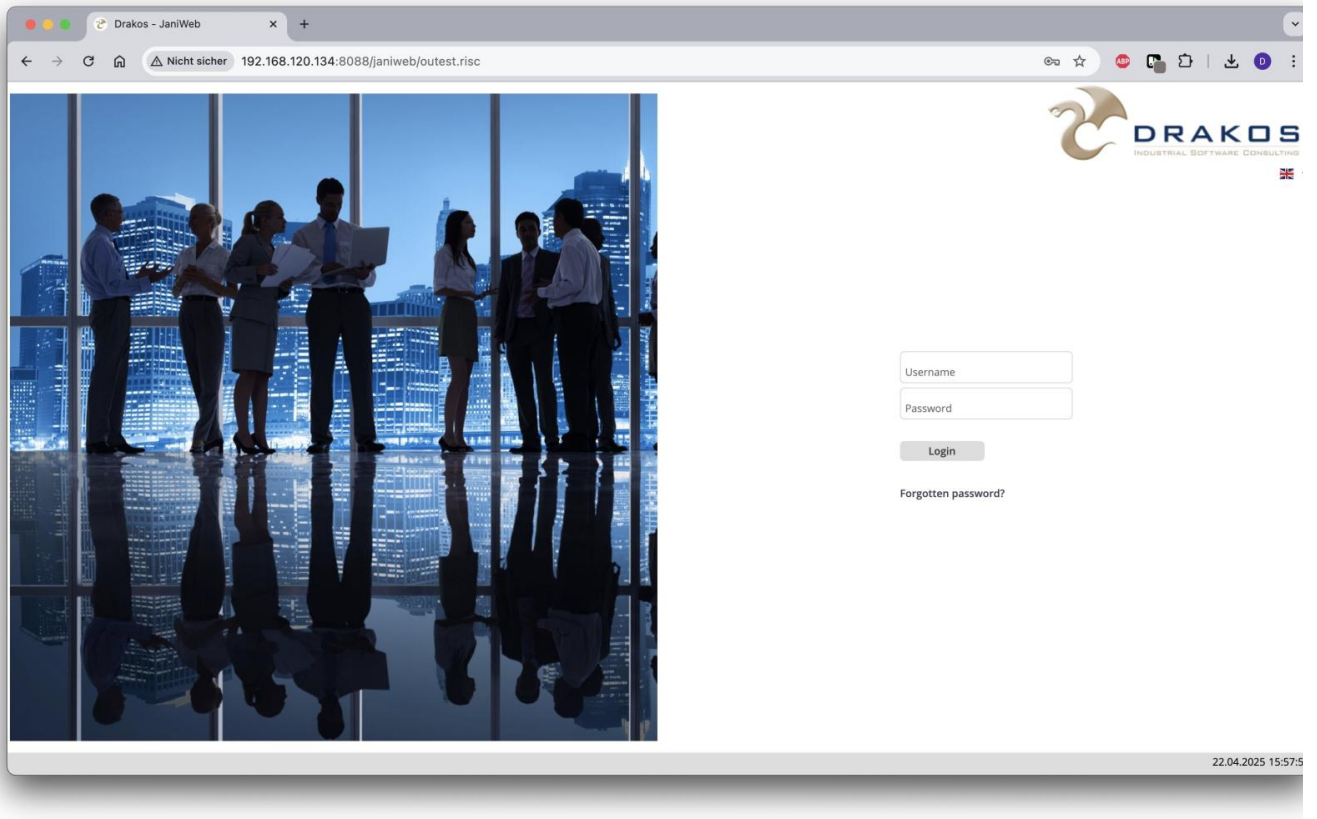 Drakos - JaniWeb
Nicht sicher 192.168.120.134:8088/janiweb/outest.risc
ABP
D
DRAKOS
INDUSTRIAL SOFTWARE CONSULTING
Username
Password
Login
Forgotten password?
22.04.2025 15:57:5